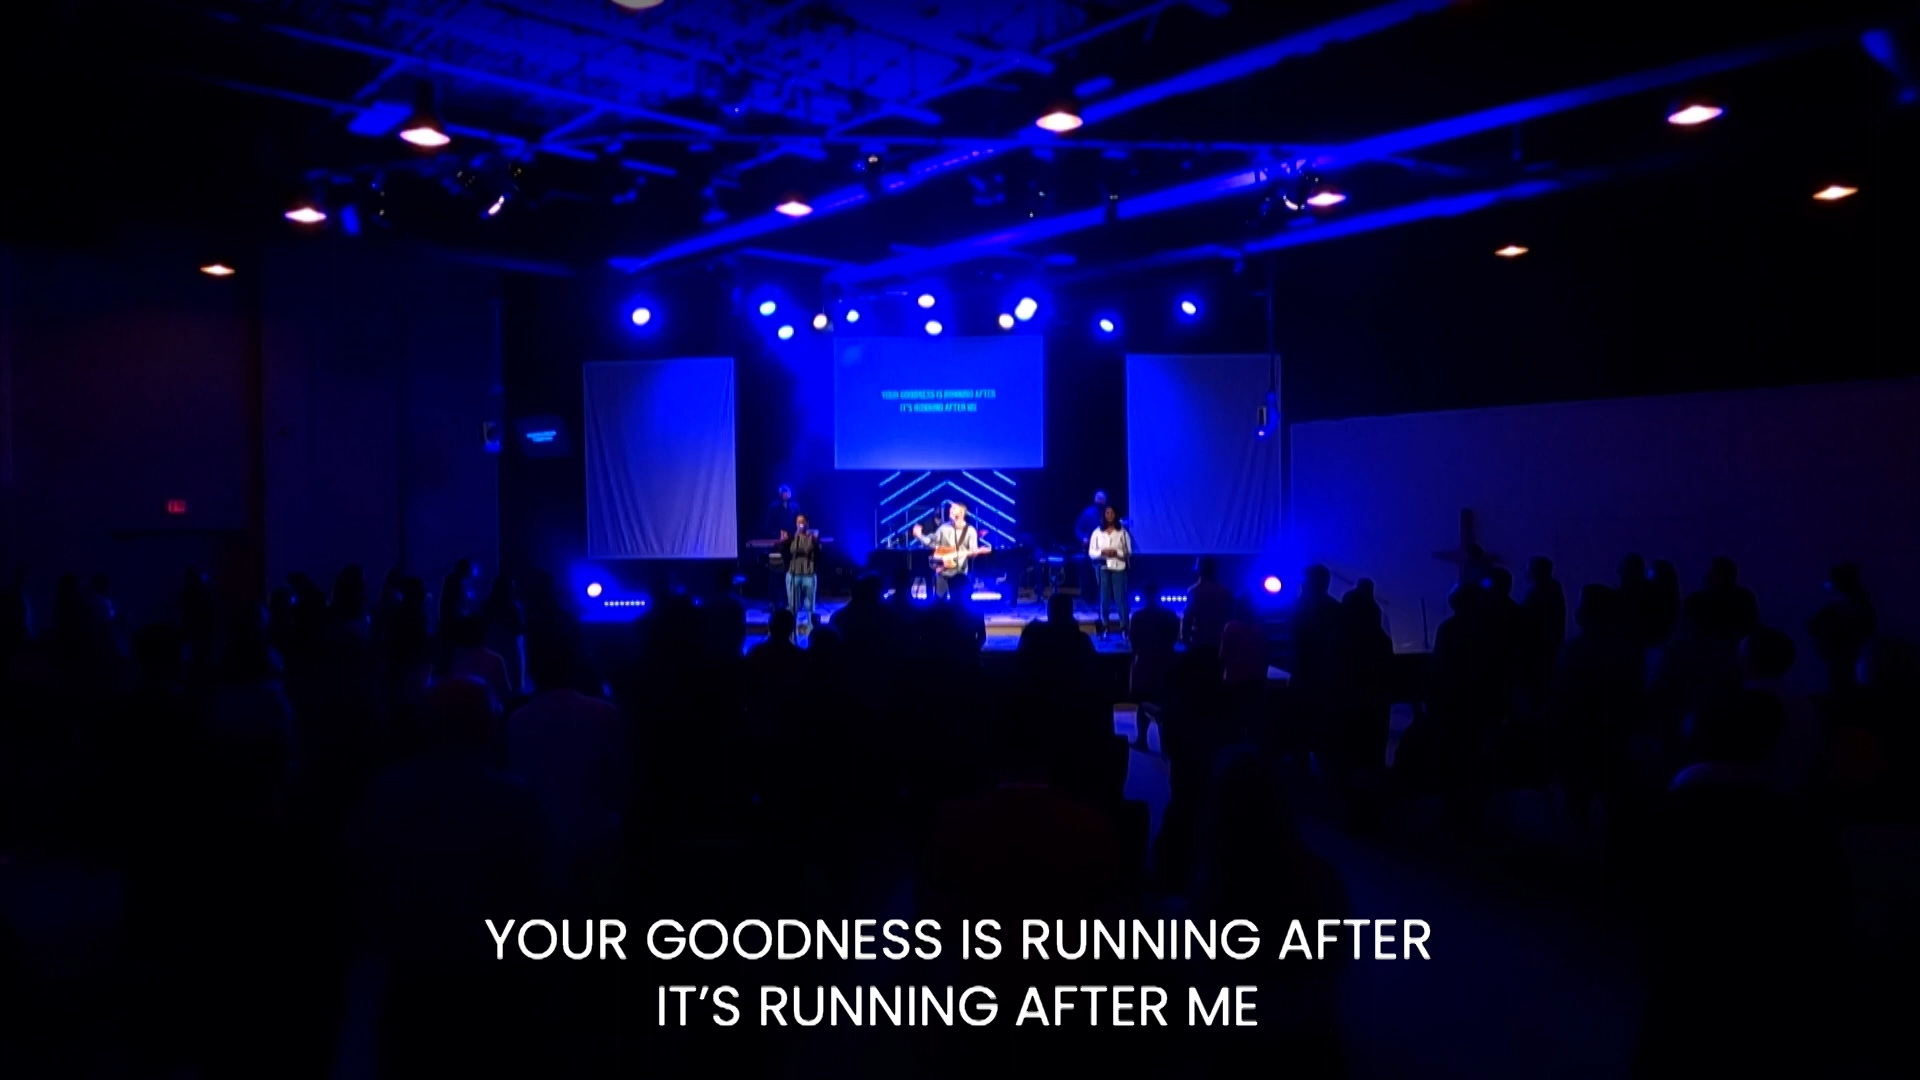 YOUR GOODNESS IS RUNNING AFTER
IT'S RUNNING AFTER ME
YOUR GOODNESS IS RUNNING AFTER
IT’S RUNNING AFTER ME